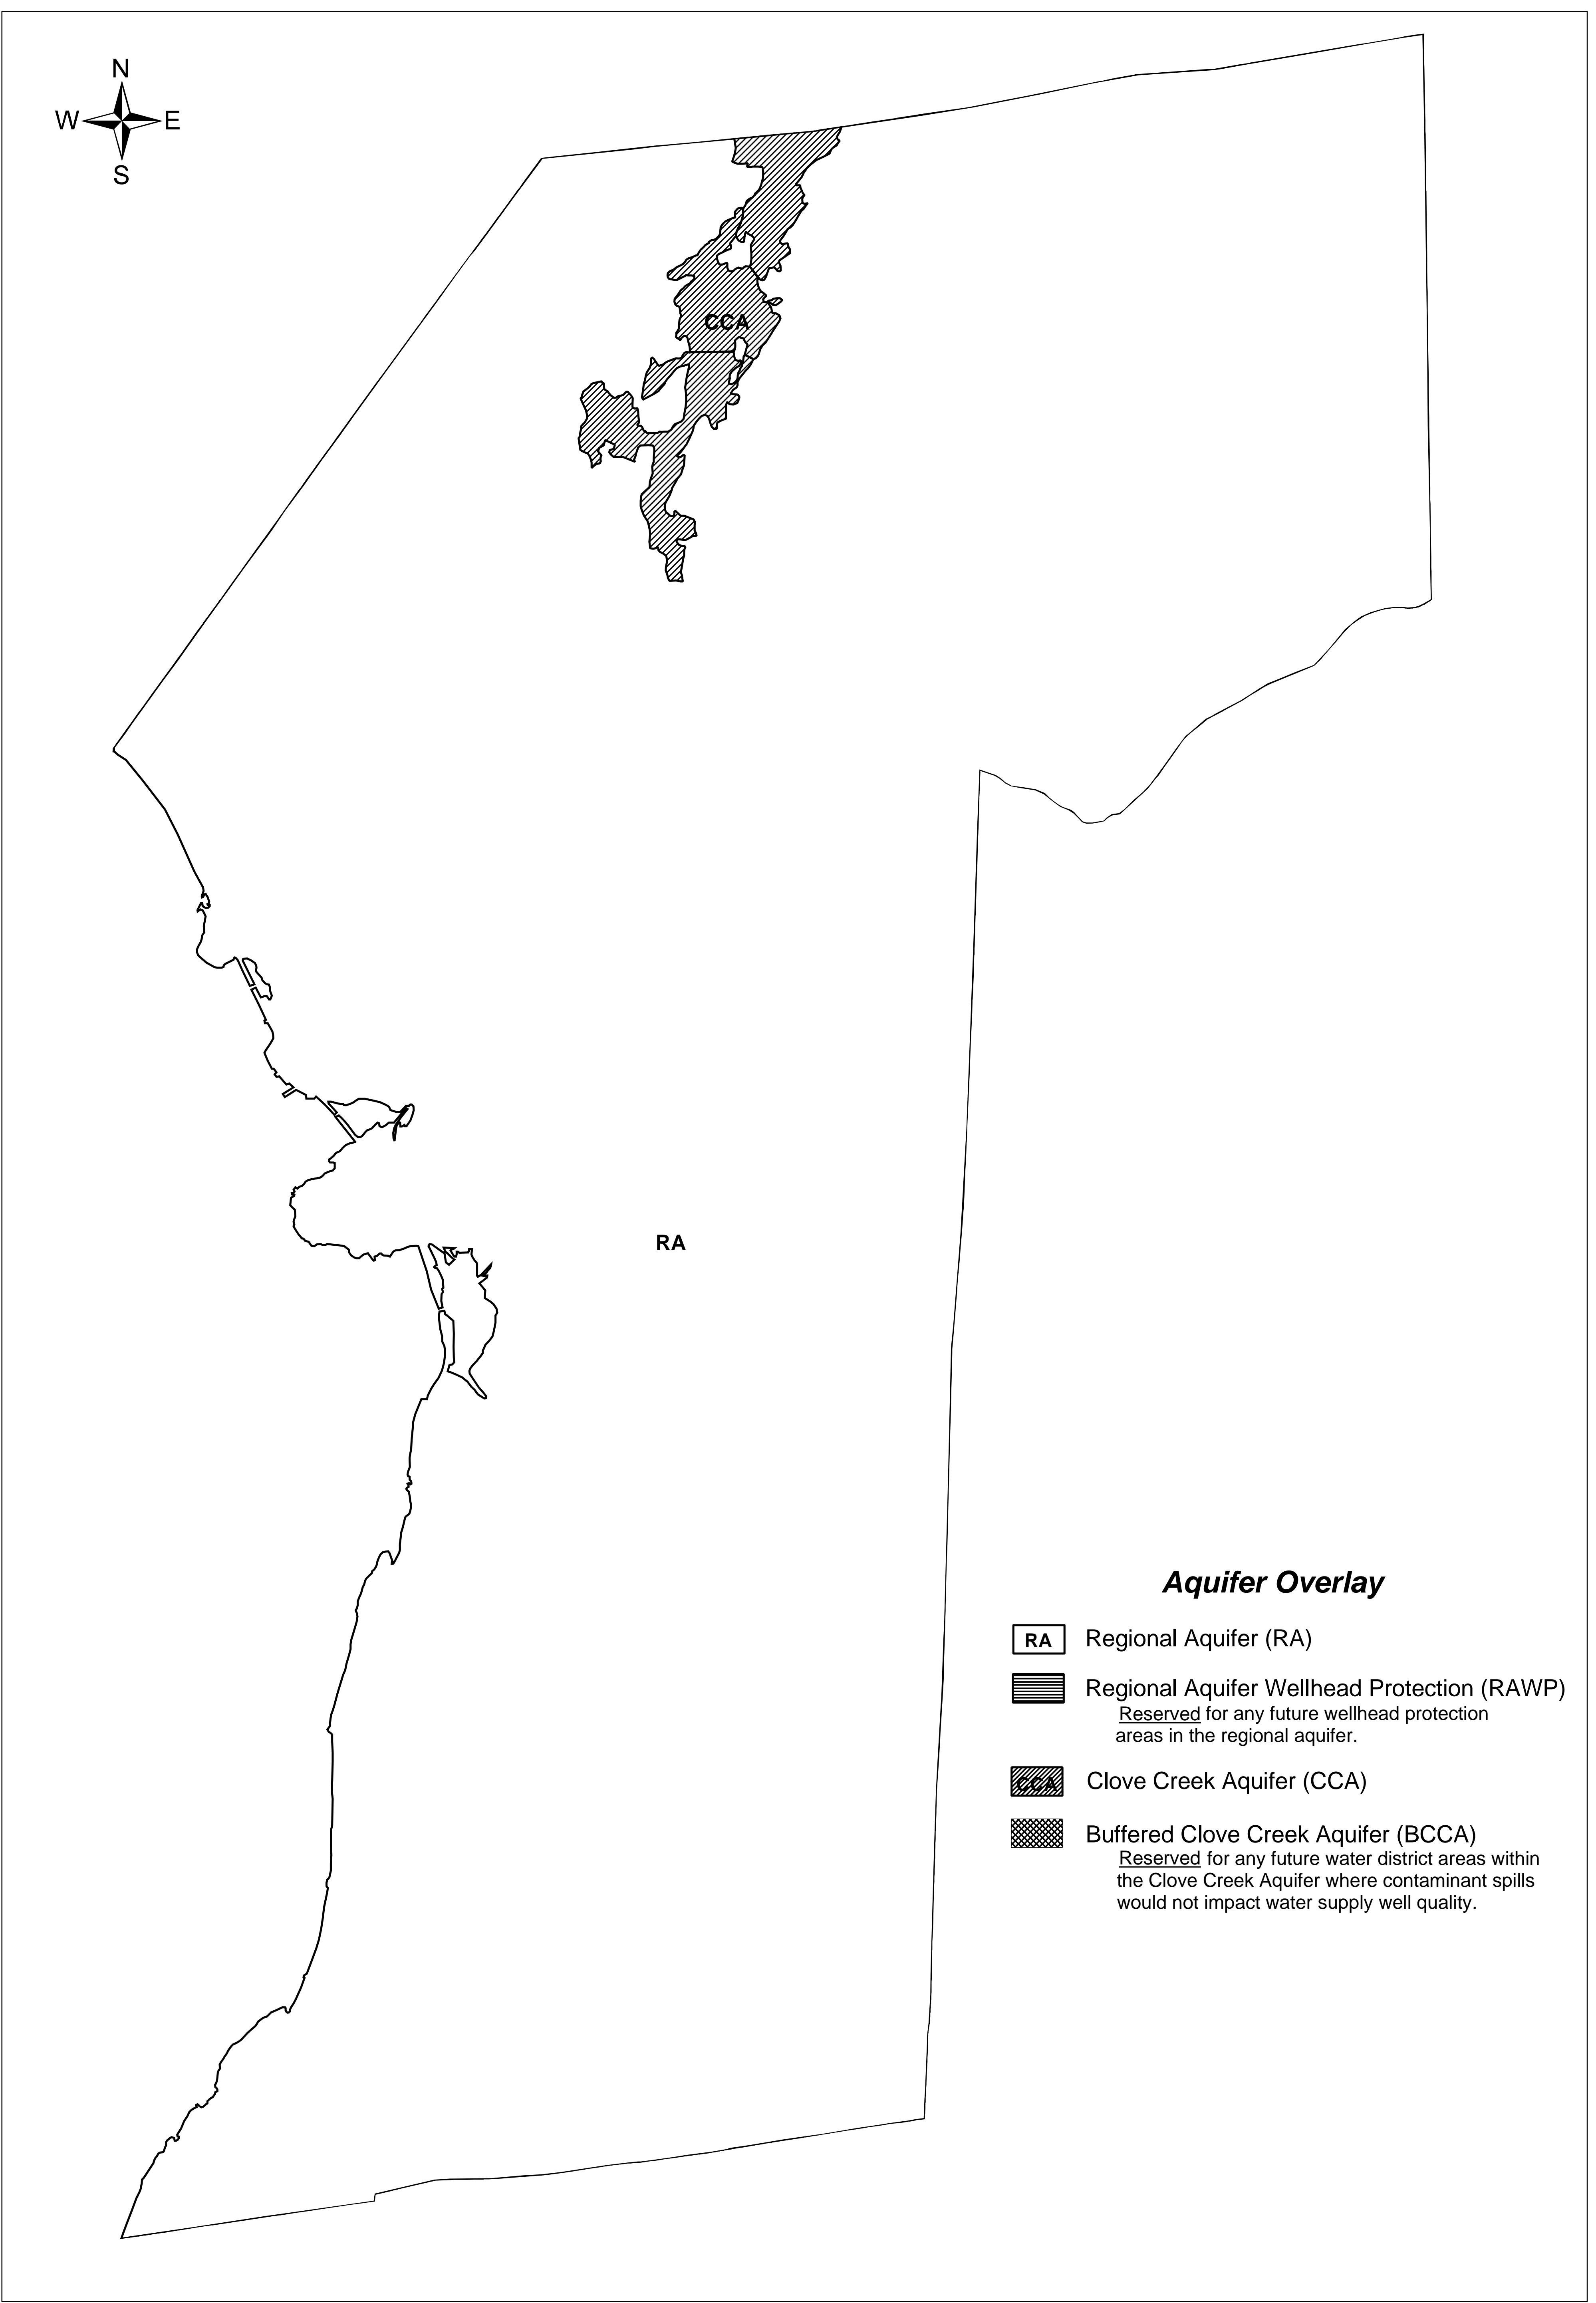 N
W
E
S
CCA
RA
Aquifer Overlay
RA Regional Aquifer (RA)
Regional Aquifer Wellhead Protection (RAWP)
Reserved for any future wellhead protection
areas in the regional aquifer.
CCA Clove Creek Aquifer (CCA)
Buffered Clove Creek Aquifer (BCCA)
Reserved for any future water district areas within
the Clove Creek Aquifer where contaminant spills
would not impact water supply well quality.